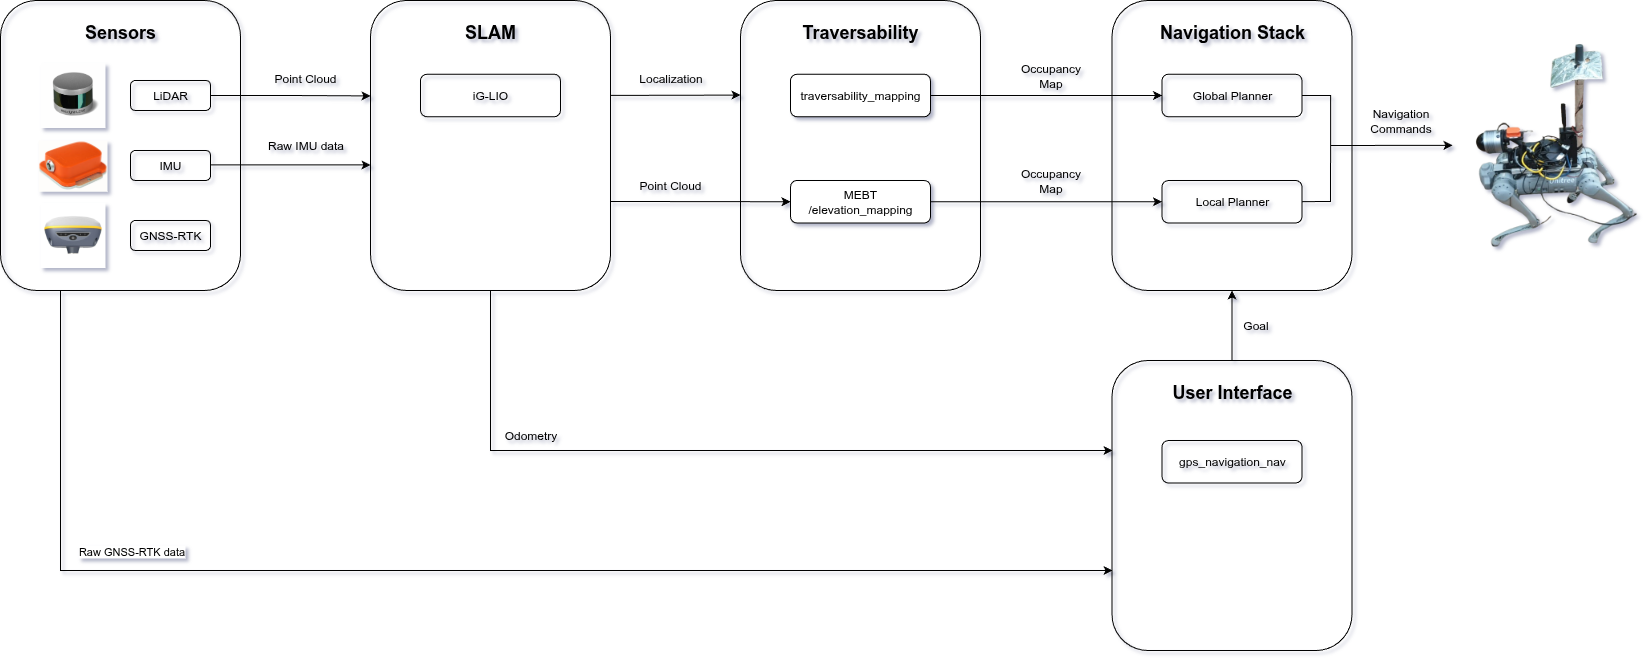 Sensors
LiDAR
IMU
GNSS-RTK
Point Cloud
Raw IMU data
SLAM
iG-LIO
Localization
Point Cloud
Traversability
traversability_mapping
MEBT
/elevation_mapping
Occupancy
Map
Occupancy
Map
Navigation Stack
Global Planner
Local Planner
Navigation
Commands
Goal
User Interface
gps_navigation_nav
Odometry
Raw GNSS-RTK data